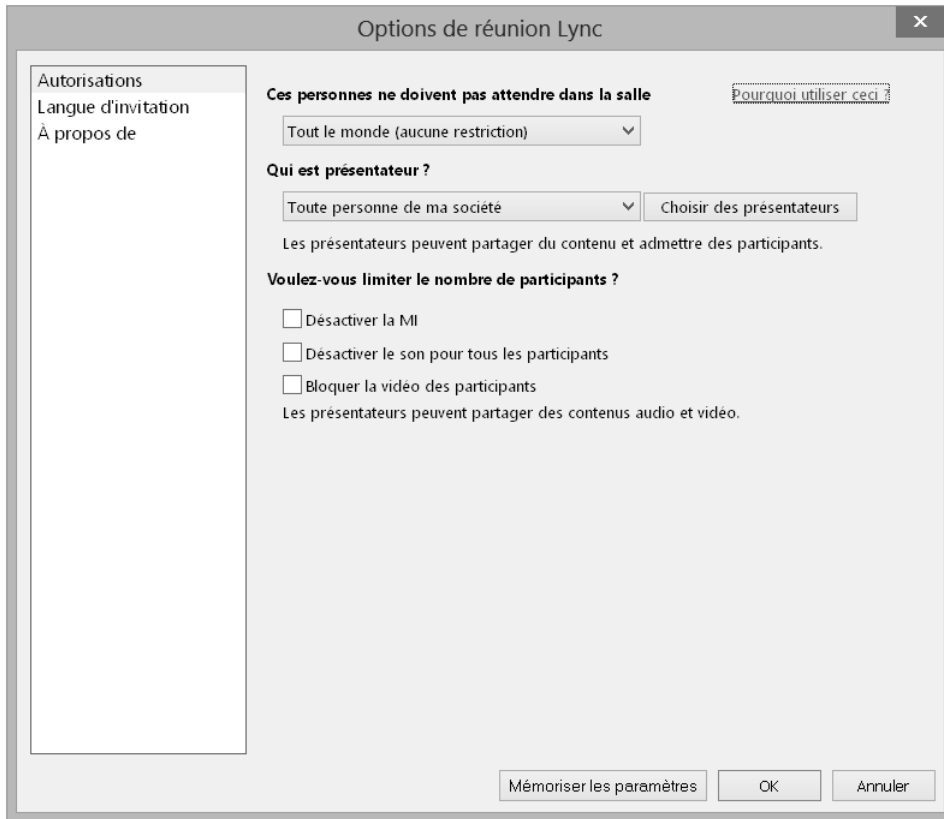 Options de réunion Lync
Autorisations
Langue d'invitation
À propos de
Ces personnes ne doivent pas attendre dans la salle
Pourquoi utiliser ceci ?
Tout le monde (aucune restriction)
Qui est présentateur ?
Toute personne de ma société
Choisir des présentateurs
Les présentateurs peuvent partager du contenu et admettre des participants.
Voulez-vous limiter le nombre de participants ?
Désactiver la MI
Désactiver le son pour tous les participants
Bloquer la vidéo des participants
Les présentateurs peuvent partager des contenus audio et vidéo.
Mémoriser les paramètres
OK
Annuler